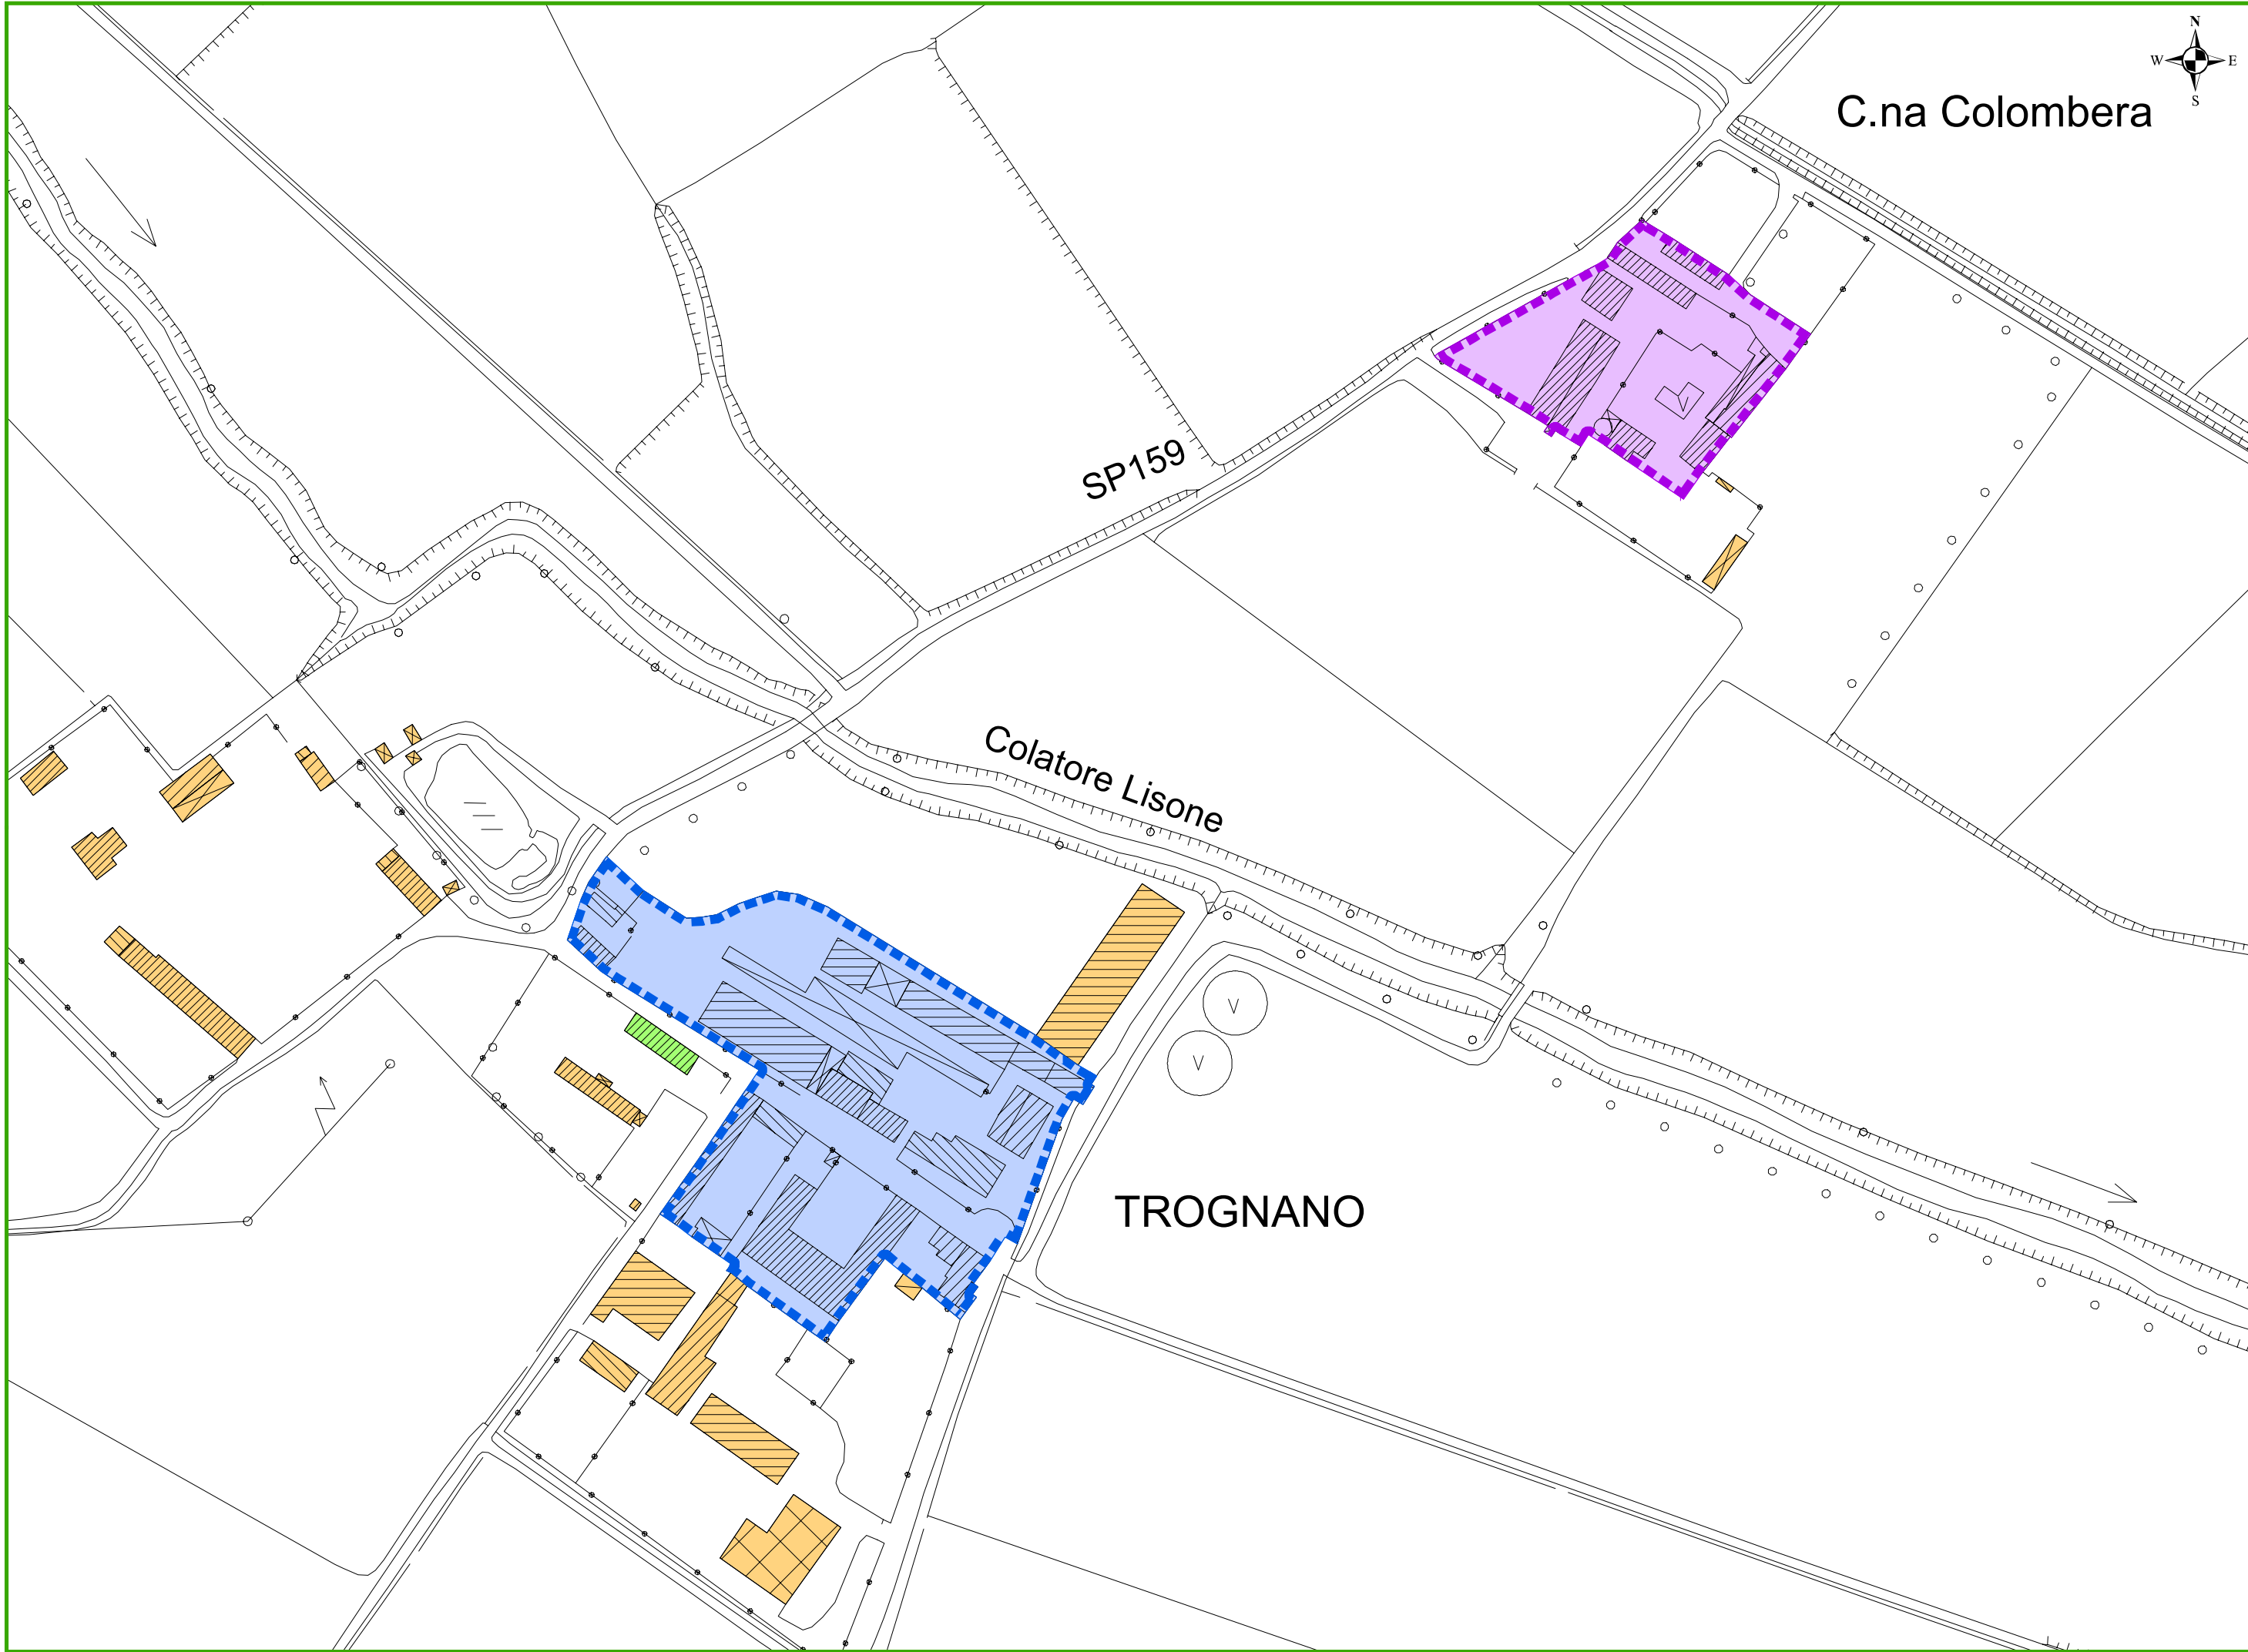 N
W E
S
C.na Colombera
SP159
Colatore Lisone
V
V
V
TROGNANO